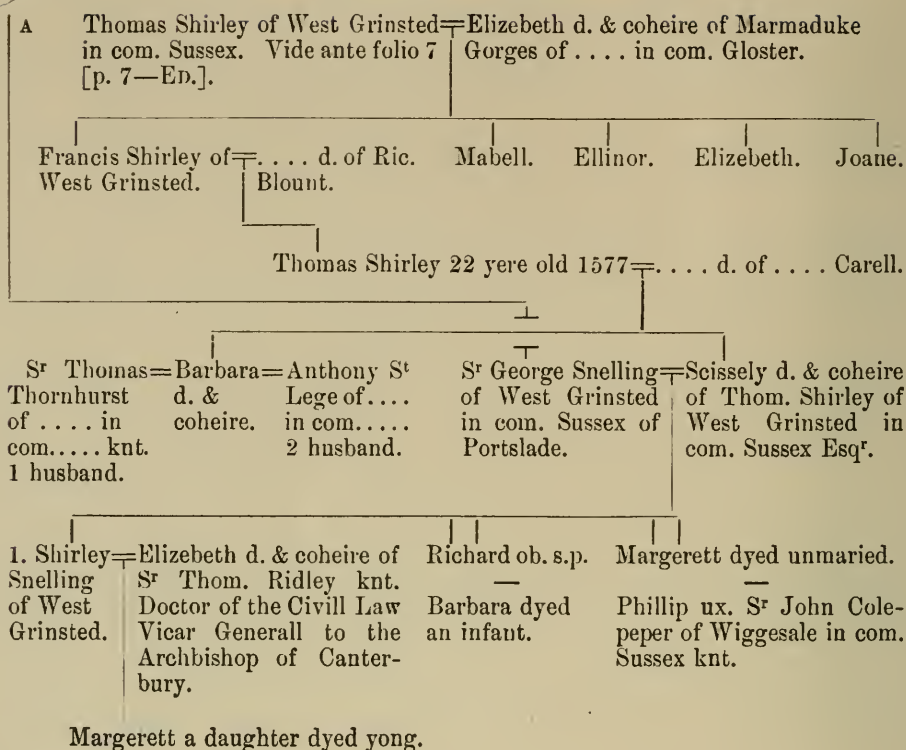 A Thomas Shirley of West Grinsted=Elizebeth d. & coheire of Marmaduke
in com. Sussex. Vide ante folio 7 Gorges of . . . . in com. Gloster.
[p. 7—ED.].
Francis Shirley of=. . . . d. of Ric. Mabell. Ellinor. Elizebeth. Joane.
West Grinsted. Blount.
Thomas Shirley 22 yere old 1577=. . . . d. of . . . . Carell.
Sr Thomas=Barbara=Anthony St
Thornhurst d. & Lege of. . . .
of . . . . in coheire. in com. . . . .
com. . . . . knt. 2 husband.
1 husband.
Sr George Snelling=Scissely d. & coheire
of West Grinsted of Thom. Shirley of
in com. Sussex of West Grinsted in
Portslade. com. Sussex Esqr.
1. Shirley=Elizebeth d. & coheire of
Snelling Sr Thom. Ridley knt.
of West Doctor of the Civill Law
Grinsted. Vicar Generall to the
Archbishop of Canter-
bury.
Richard ob. s.p.
Barbara dyed
an infant.
Margerett dyed unmaried.
Phillip ux. Sr John Cole-
peper of Wiggesale in com.
Sussex knt.
Margerett a daughter dyed yong.